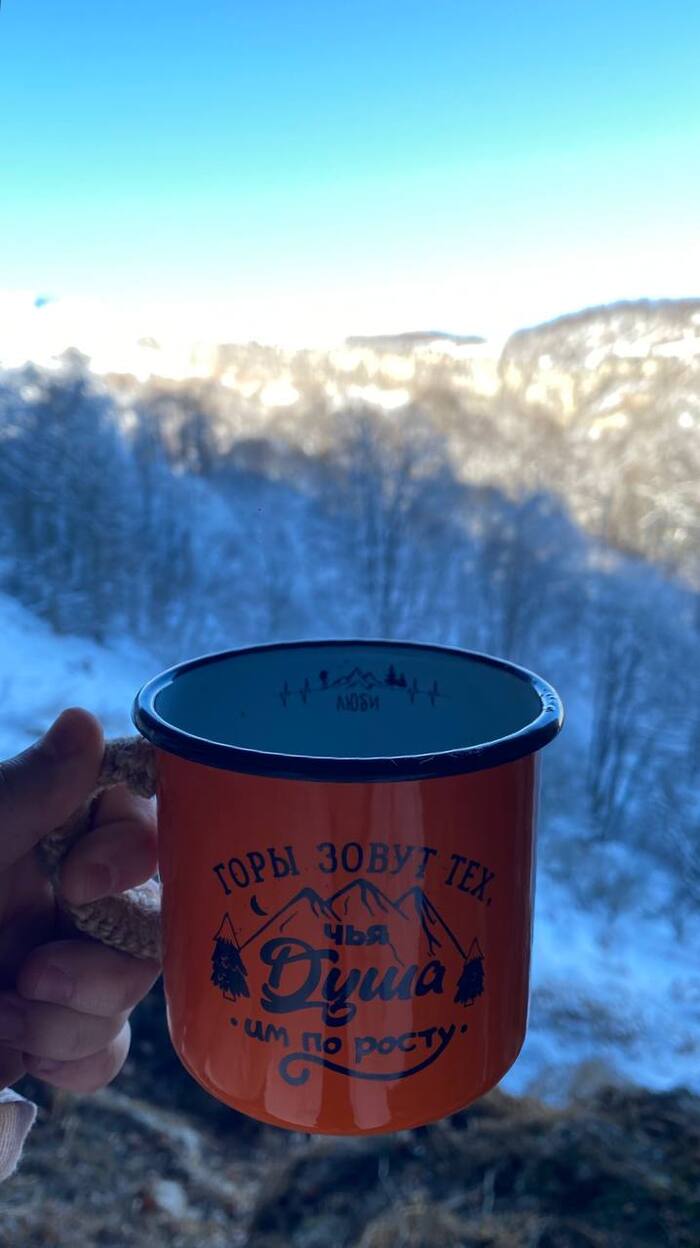 ЛЮБИ
ГОРЫ ЗОВУТ ТЕХ,
ЧЬЯ
Душа
им по росту